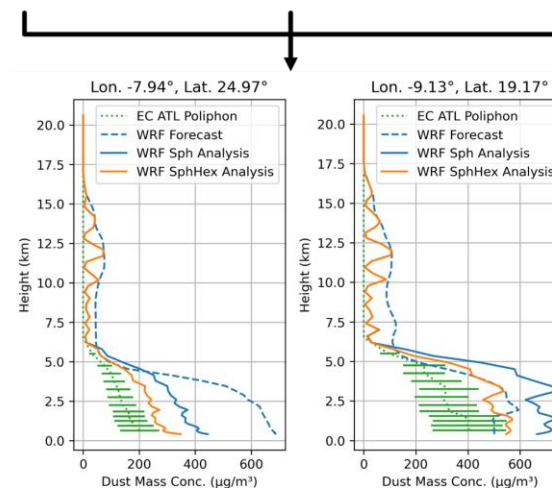 Lon. -7.94°, Lat. 24.97°
EC ATL Poliphon
WRF Forecast
WRF Sph Analysis
WRF SphHex Analysis
20.0
17.5
15.0
12.5
10.0
7.5
5.0
2.5
0.0
Height (km)
0 200 400 600
Dust Mass Conc. (μg/m³)
Lon. -9.13°, Lat. 19.17°
EC ATL Poliphon
WRF Forecast
WRF Sph Analysis
WRF SphHex Analysis
20.0
17.5
15.0
12.5
10.0
7.5
5.0
2.5
0.0
Height (km)
0 200 400 600
Dust Mass Conc. (μg/m³)